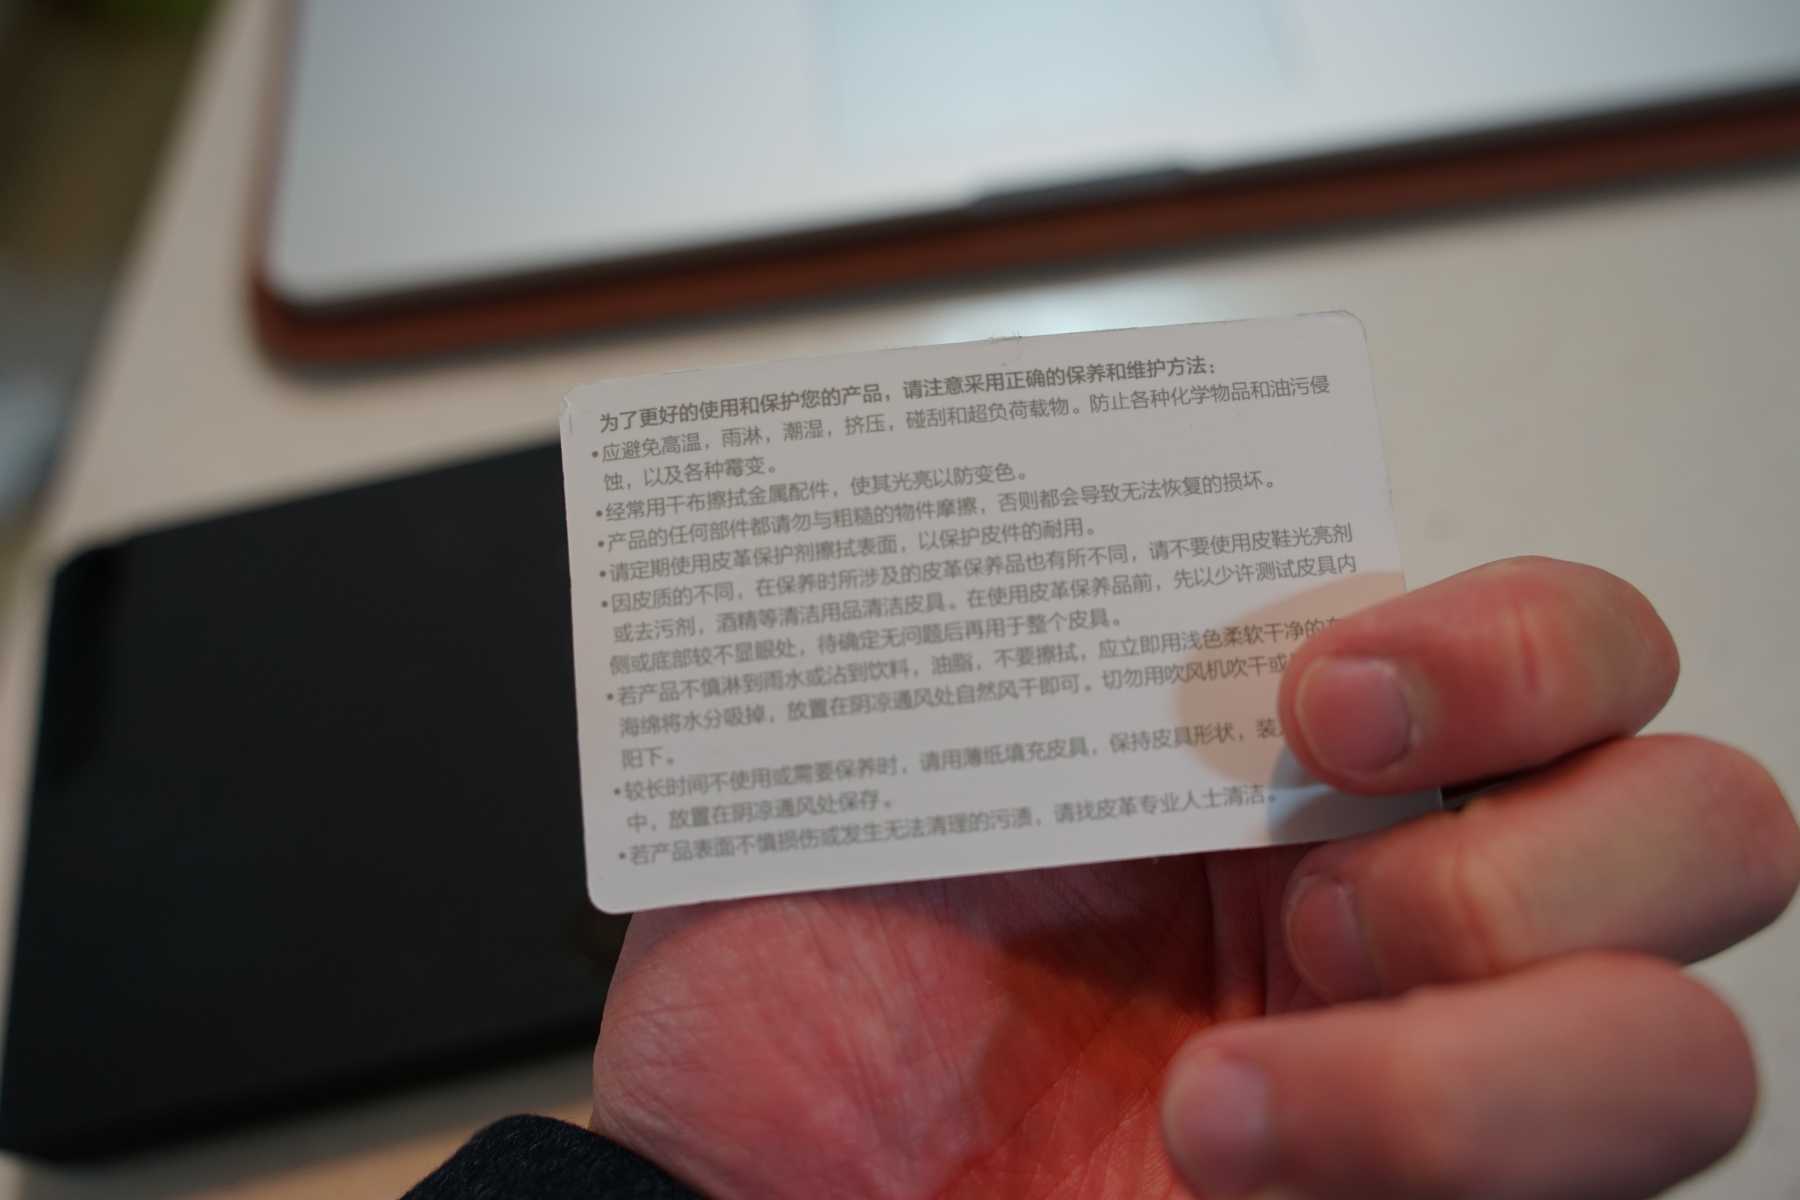 为了更好的使用和保护您的产品，请注意采用正确的保养和维护方法：
•应避免高温，雨淋，潮湿，挤压，碰刮和超负荷载物。防止各种化学物品和油污侵
蚀，以及各种霉变。
•经常用干布擦拭金属配件，使其光亮以防变色。
•产品的任何部件都请勿与粗糙的物件摩擦，否则都会导致无法恢复的损坏。
•请定期使用皮革保护剂擦拭表面，以保护皮件的耐用。
•因皮质的不同，在保养时所涉及的皮革保养品也有所不同，请不要使用皮鞋光亮剂
或去污剂，酒精等清洁用品清洁皮具。在使用皮革保养品前，先以少许测试皮具内
侧或底部较不显眼处，待确定无问题后再用于整个皮具。
•若产品不慎淋到雨水或沾到饮料，油脂，不要擦拭，应立即用浅色柔软干净的
海绵将水分吸掉，放置在阴凉通风处自然风干即可。切勿用吹风机吹干或
阳下。
•较长时间不使用或需要保养时，请用薄纸填充皮具，保持皮具形状，装
中，放置在阴凉通风处保存。
•若产品表面不慎损伤或发生无法清理的污渍，请找皮革专业人士清洁。